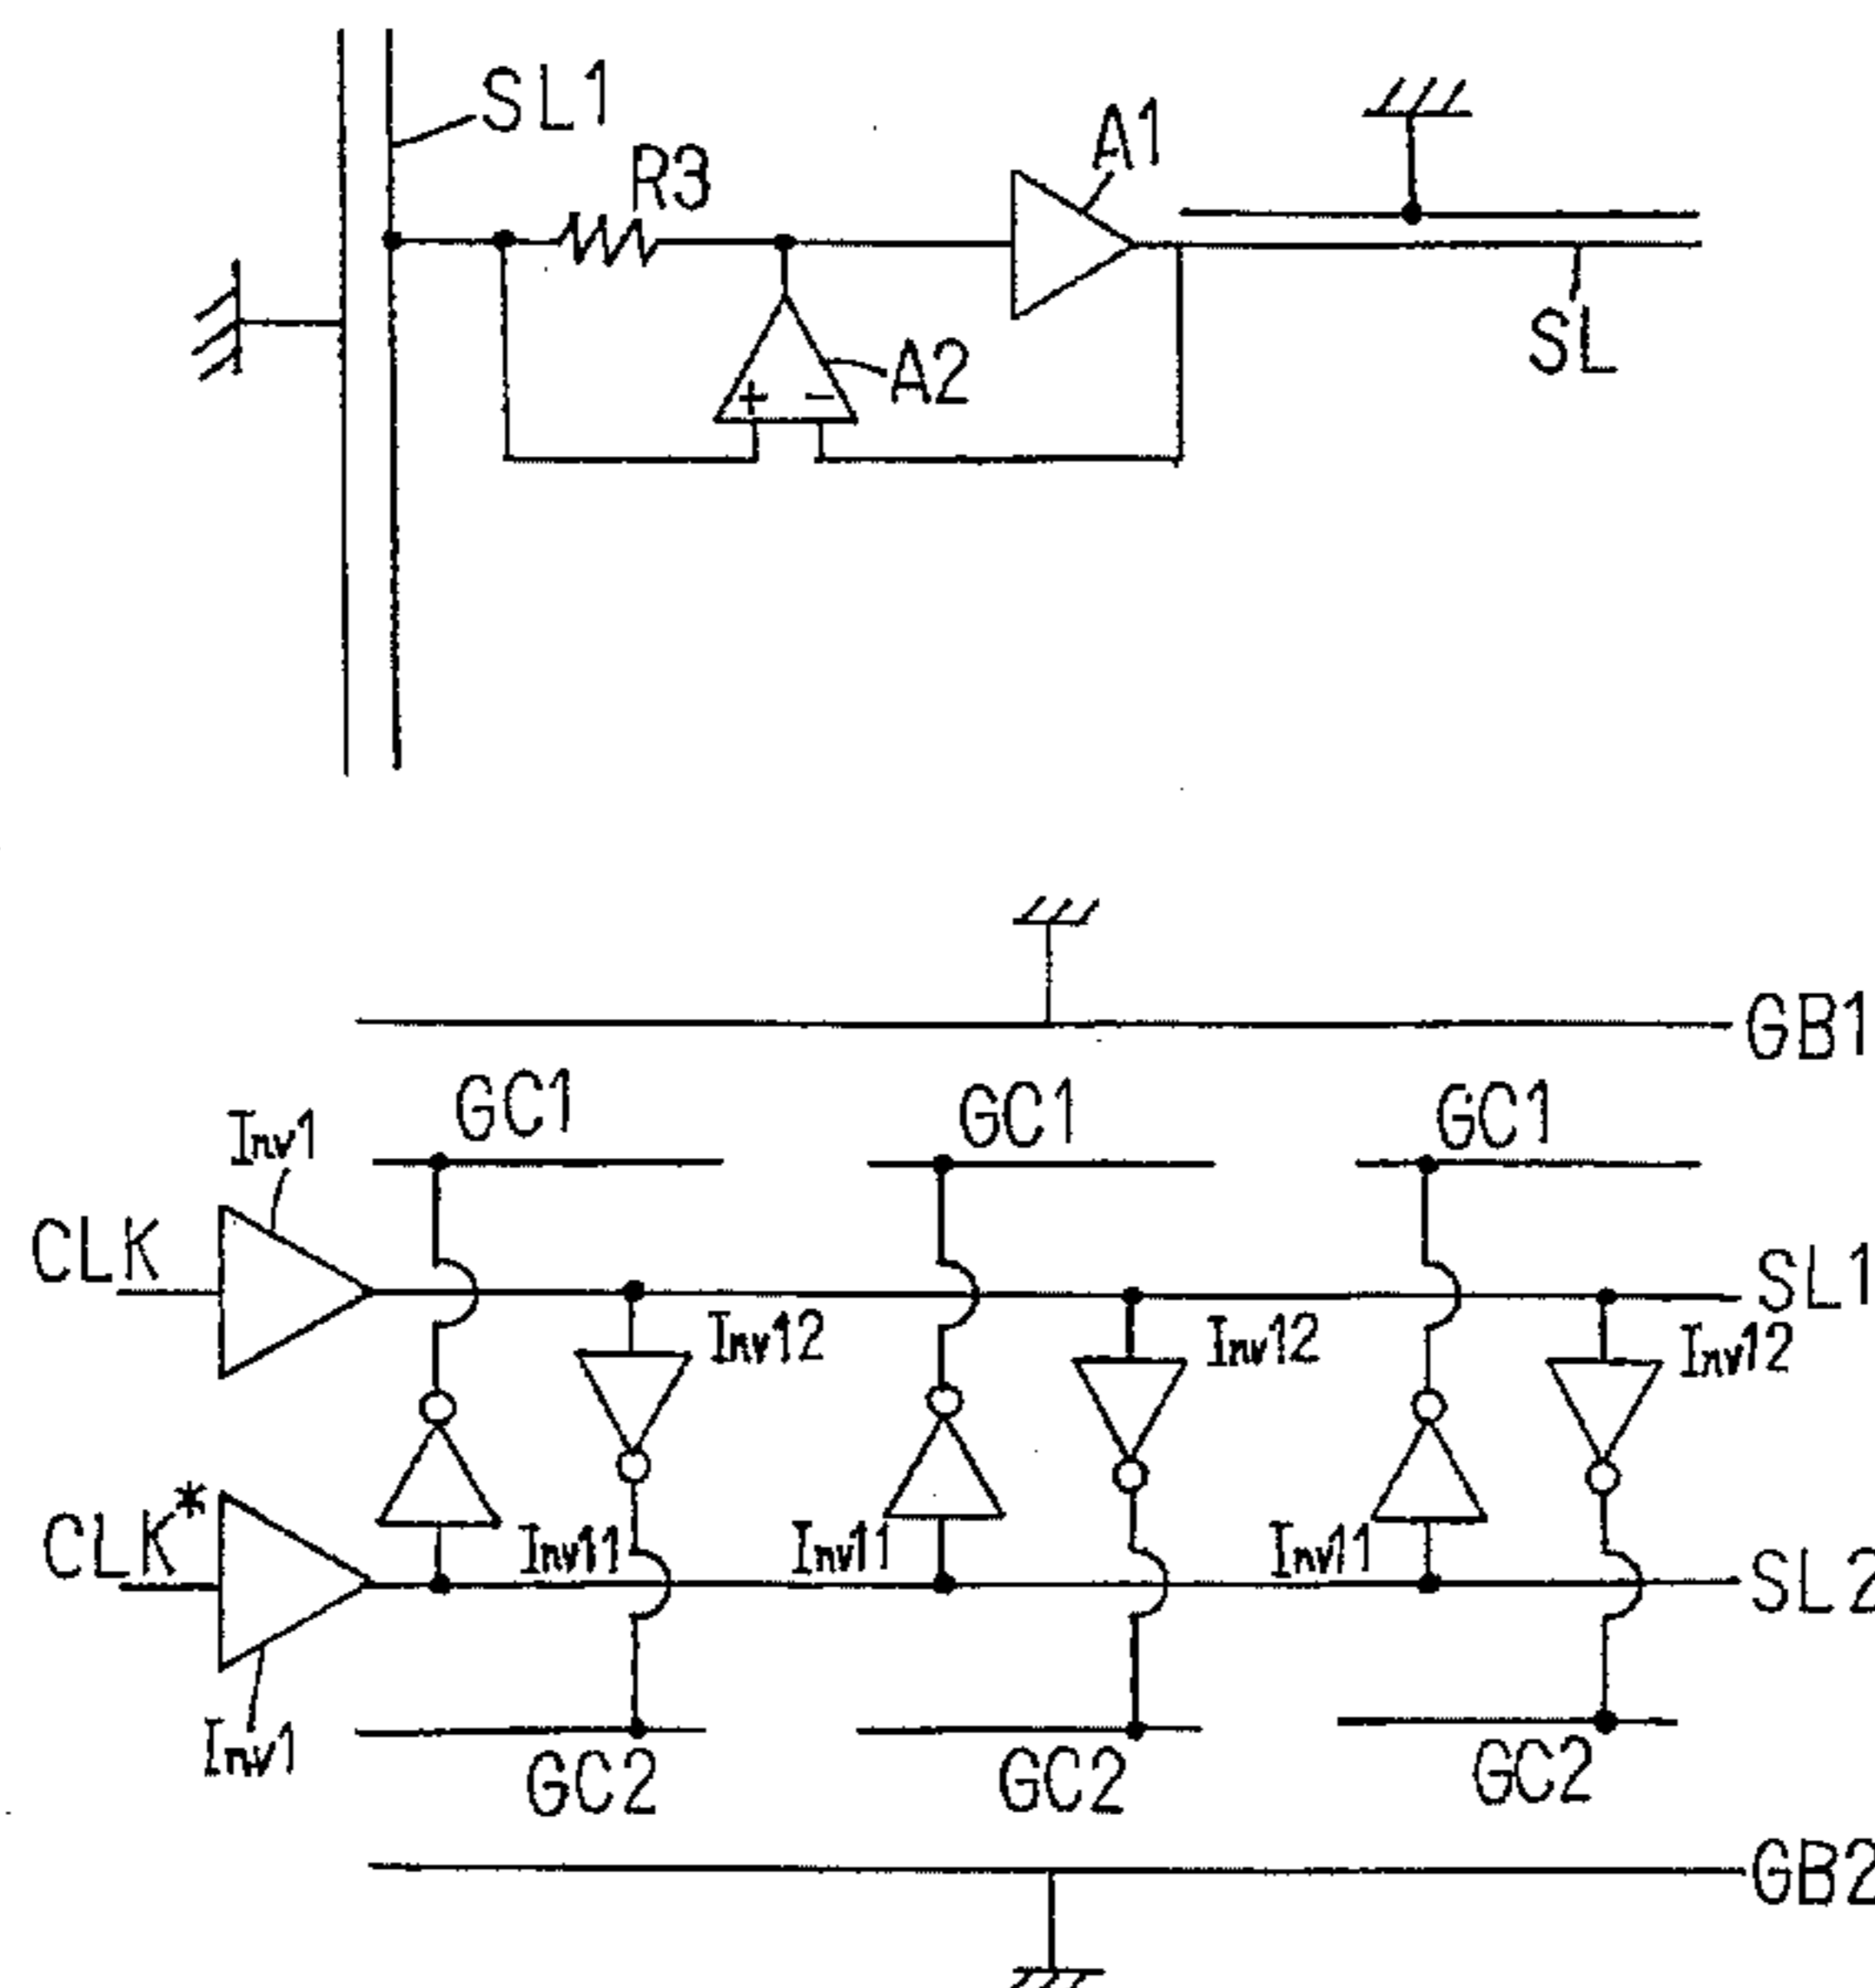 SL1
R3
A1
SL
+ -
A2
GB1
GC1 GC1 GC1
Inv1
CLK
SL1
Inv12 Inv12 Inv12
CLK*
Inv11 Inv11 Inv11
SL2
Inv1
GC2 GC2 GC2
GB2